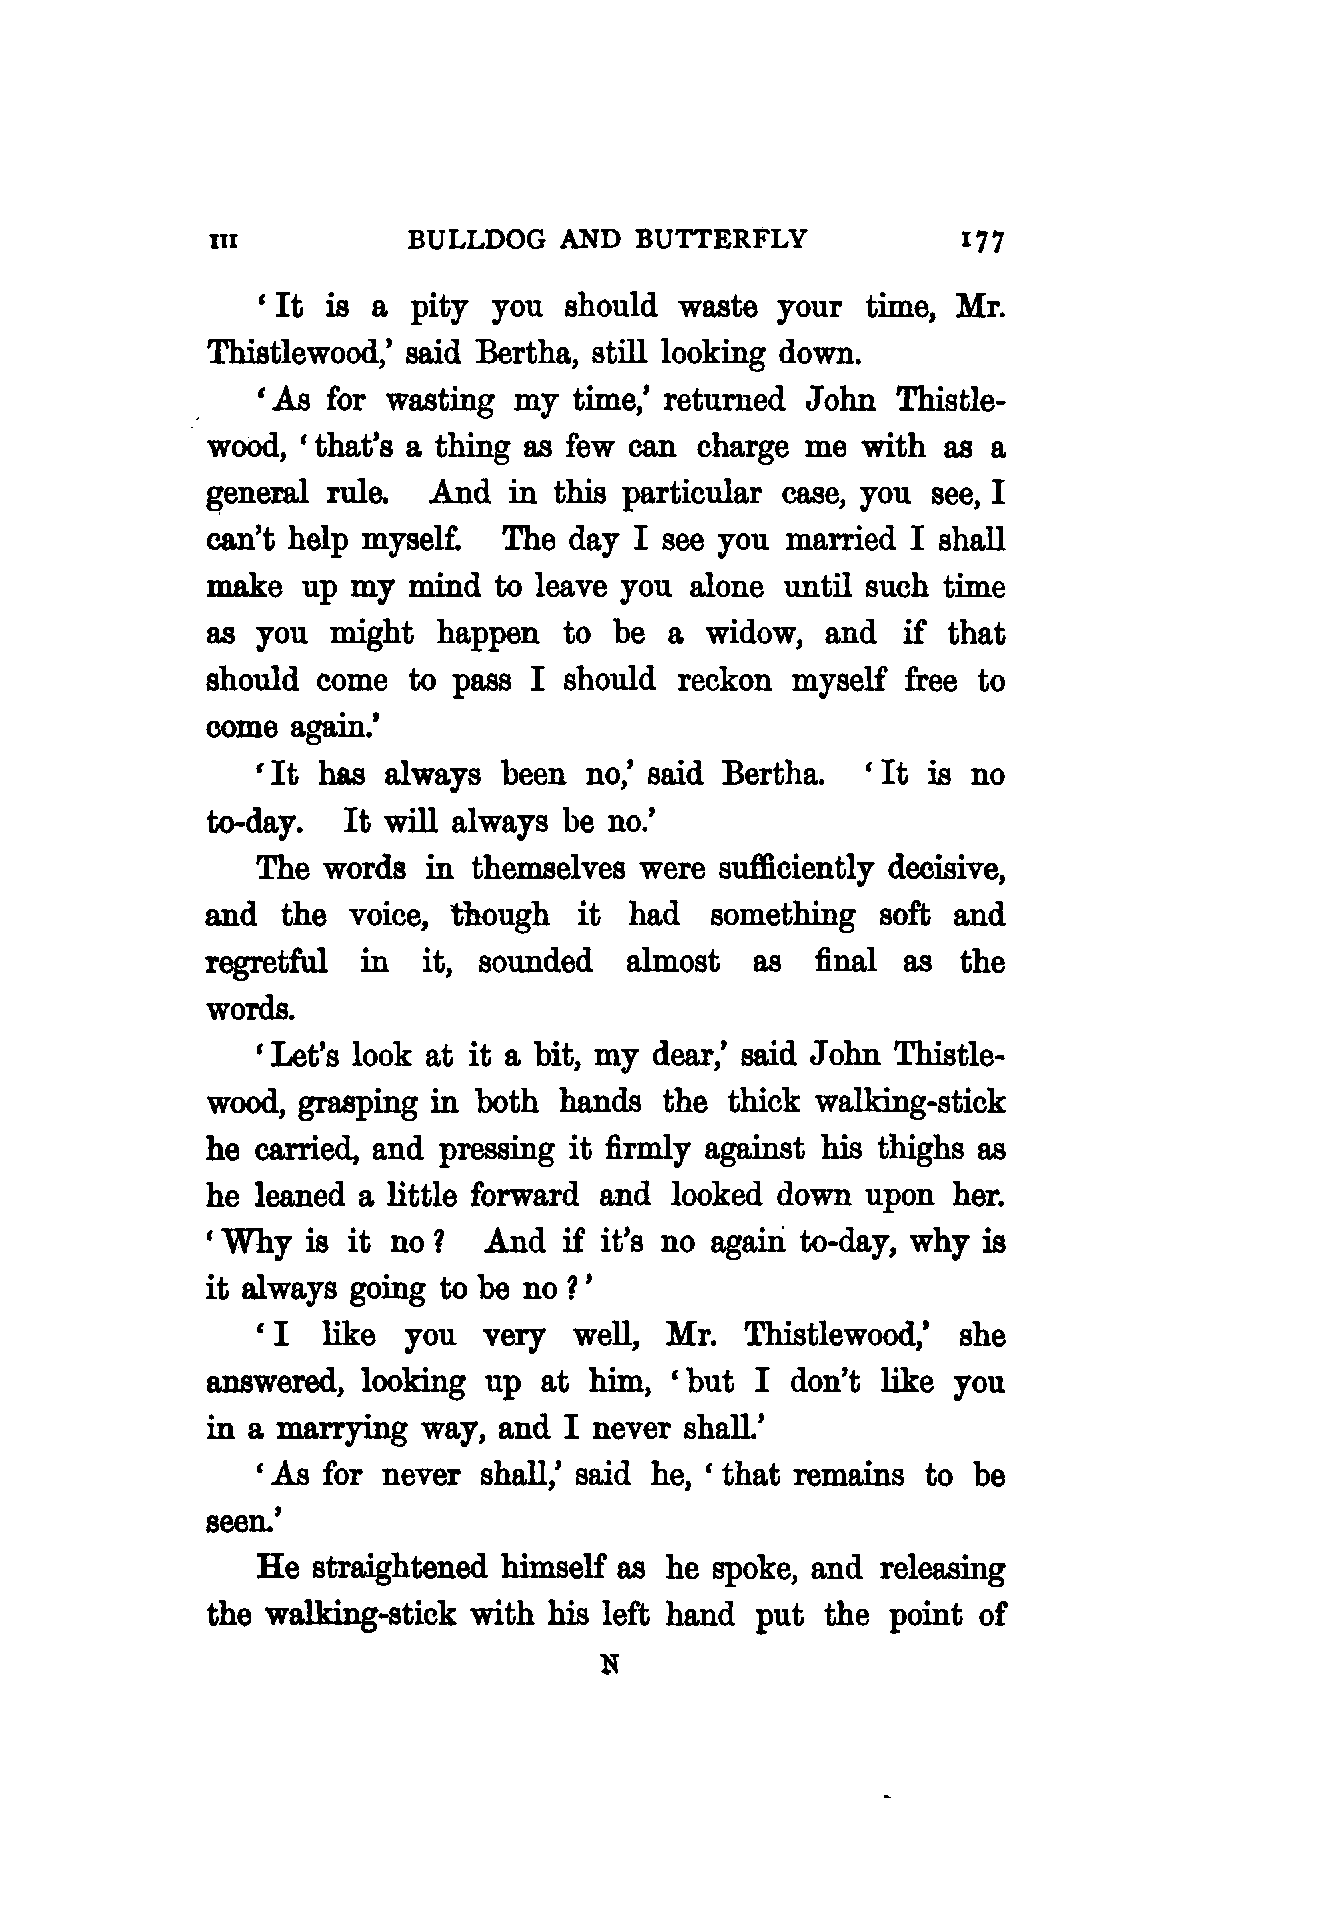 III BULLDOG AND BUTTERFLY 177
‘It is a pity you should waste your time, Mr.
Thistlewood,’ said Bertha, still looking down.
‘As for wasting my time,’ returned John Thistle-
wood, ‘that’s a thing as few can charge me with as a
general rule. And in this particular case, you see, I
can’t help myself. The day I see you married I shall
make up my mind to leave you alone until such time
as you might happen to be a widow, and if that
should come to pass I should reckon myself free to
come again.’
‘It has always been no,’ said Bertha. ‘It is no
to-day. It will always be no.’
The words in themselves were sufficiently decisive,
and the voice, though it had something soft and
regretful in it, sounded almost as final as the
words.
‘Let’s look at it a bit, my dear,’ said John Thistle-
wood, grasping in both hands the thick walking-stick
he carried, and pressing it firmly against his thighs as
he leaned a little forward and looked down upon her.
‘Why is it no? And if it’s no again to-day, why is
it always going to be no?’
‘I like you very well, Mr. Thistlewood,’ she
answered, looking up at him, ‘but I don’t like you
in a marrying way, and I never shall.’
‘As for never shall,’ said he, ‘that remains to be
seen.’
He straightened himself as he spoke, and releasing
the walking-stick with his left hand put the point of
N